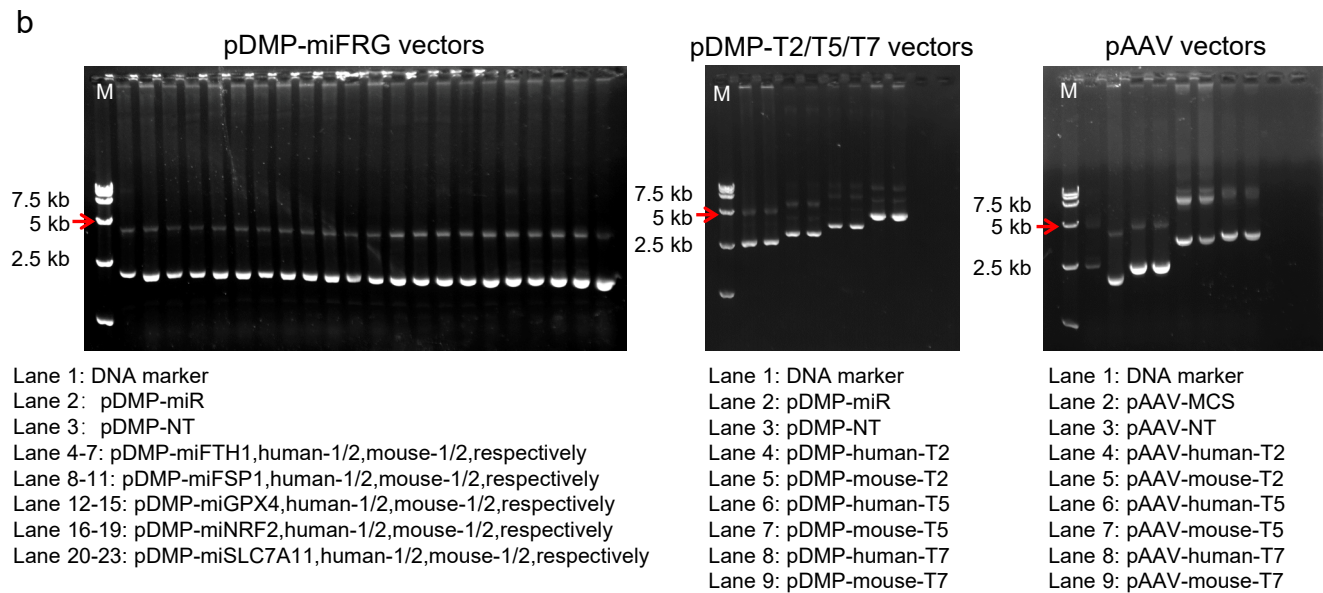 b
pDMP-miFRG vectors
M
7.5 kb
5 kb
2.5 kb
Lane 1: DNA marker
Lane 2: pDMP-miR
Lane 3: pDMP-NT
Lane 4-7: pDMP-miFTH1,human-1/2,mouse-1/2,respectively
Lane 8-11: pDMP-miFSP1,human-1/2,mouse-1/2,respectively
Lane 12-15: pDMP-miGPX4,human-1/2,mouse-1/2,respectively
Lane 16-19: pDMP-miNRF2,human-1/2,mouse-1/2,respectively
Lane 20-23: pDMP-miSLC7A11,human-1/2,mouse-1/2,respectively
pDMP-T2/T5/T7 vectors
M
7.5 kb
5 kb
2.5 kb
Lane 1: DNA marker
Lane 2: pDMP-miR
Lane 3: pDMP-NT
Lane 4: pDMP-human-T2
Lane 5: pDMP-mouse-T2
Lane 6: pDMP-human-T5
Lane 7: pDMP-mouse-T5
Lane 8: pDMP-human-T7
Lane 9: pDMP-mouse-T7
pAAV vectors
M
7.5 kb
5 kb
2.5 kb
Lane 1: DNA marker
Lane 2: pAAV-MCS
Lane 3: pAAV-NT
Lane 4: pAAV-human-T2
Lane 5: pAAV-mouse-T2
Lane 6: pAAV-human-T5
Lane 7: pAAV-mouse-T5
Lane 8: pAAV-human-T7
Lane 9: pAAV-mouse-T7